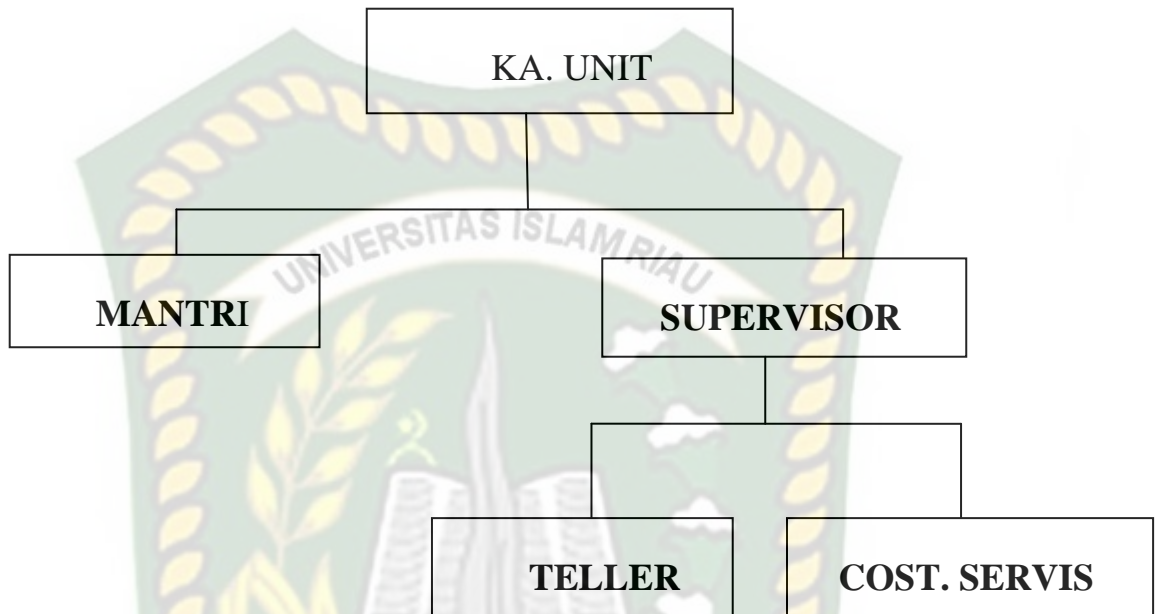 KA. UNIT
UNIVERSITAS ISLAM RIAU
MANTRI
SUPERVISOR
TELLER
COST. SERVIS